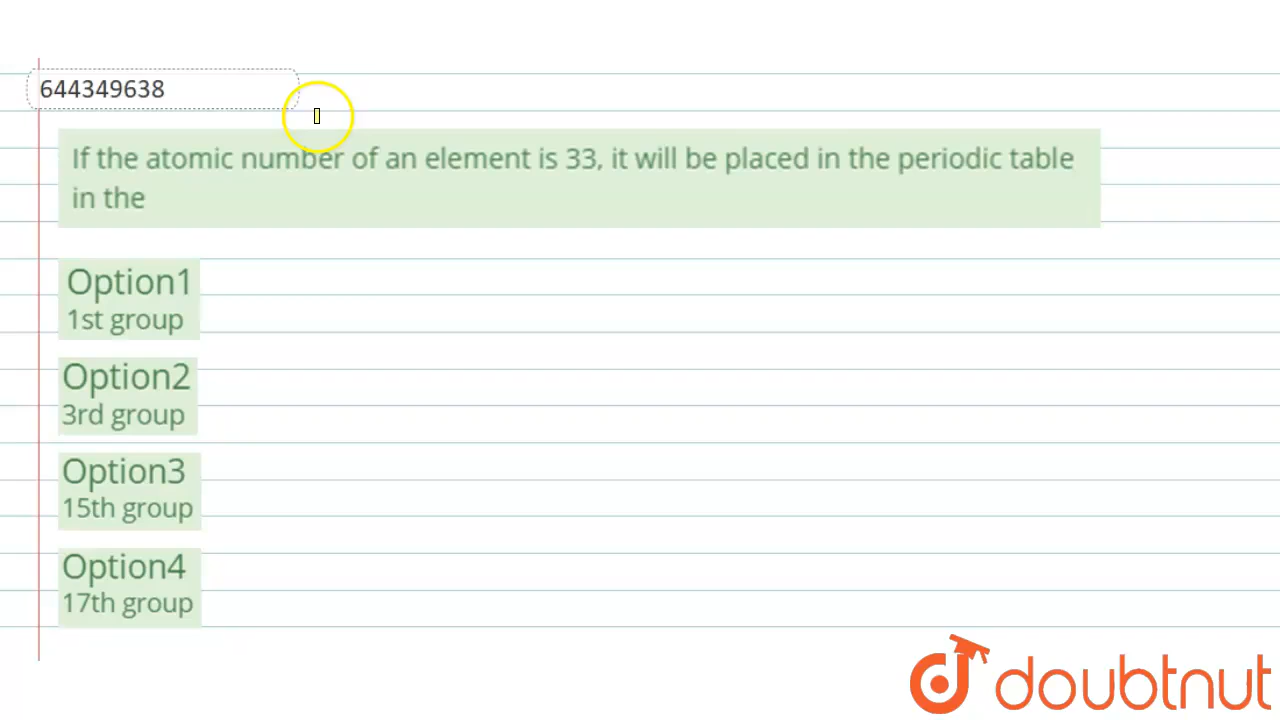 644349638
If the atomic number of an element is 33, it will be placed in the periodic table
in the
Option1
1st group
Option2
3rd group
Option3
15th group
Option4
17th group
doubtnut